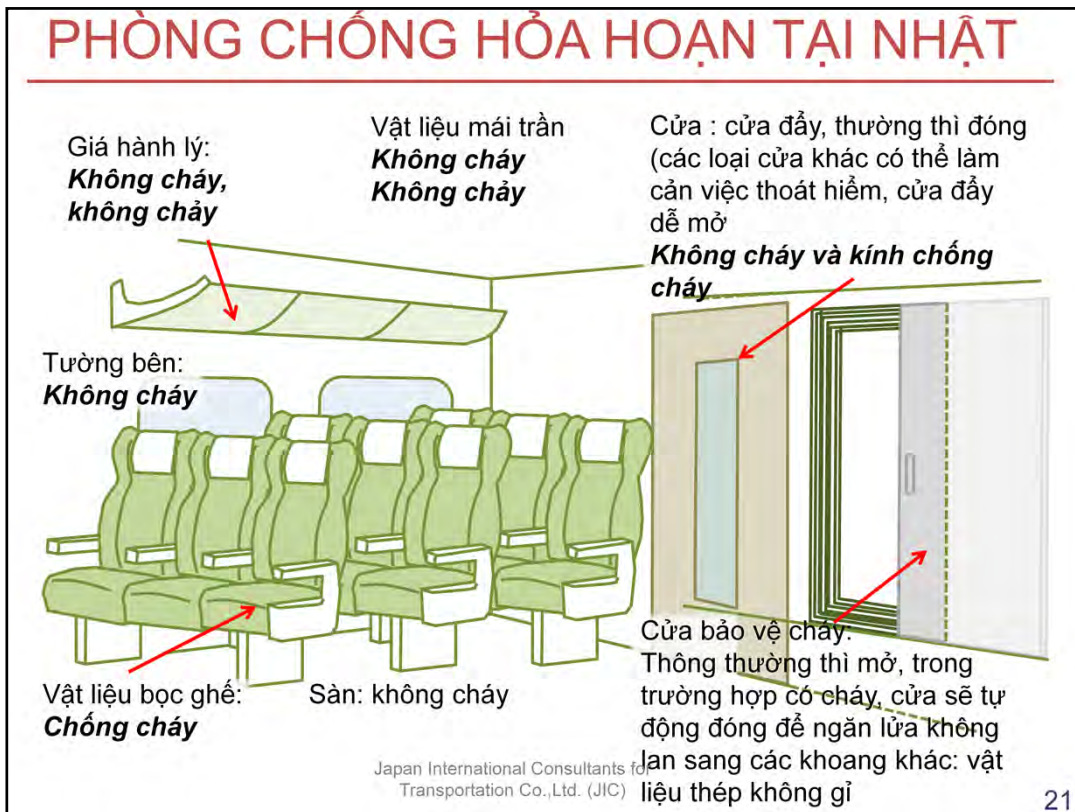 PHÒNG CHỐNG HỎA HOẠN TẠI NHẬT
Giá hành lý:
Không cháy,
không chảy
Vật liệu mái trần
Không cháy
Không chảy
Cửa : cửa đẩy, thường thì đóng
(các loại cửa khác có thể làm
cản việc thoát hiểm, cửa đẩy
dễ mở
Không cháy và kính chống
cháy
Tường bên:
Không cháy
Vật liệu bọc ghế:
Chống cháy
Sàn: không cháy
Cửa bảo vệ cháy:
Thông thường thì mở, trong
trường hợp có cháy, cửa sẽ tự
động đóng để ngăn lửa không
lan sang các khoang khác: vật
liệu thép không gỉ
Japan International Consultants for
Transportation Co.,Ltd. (JIC)
21